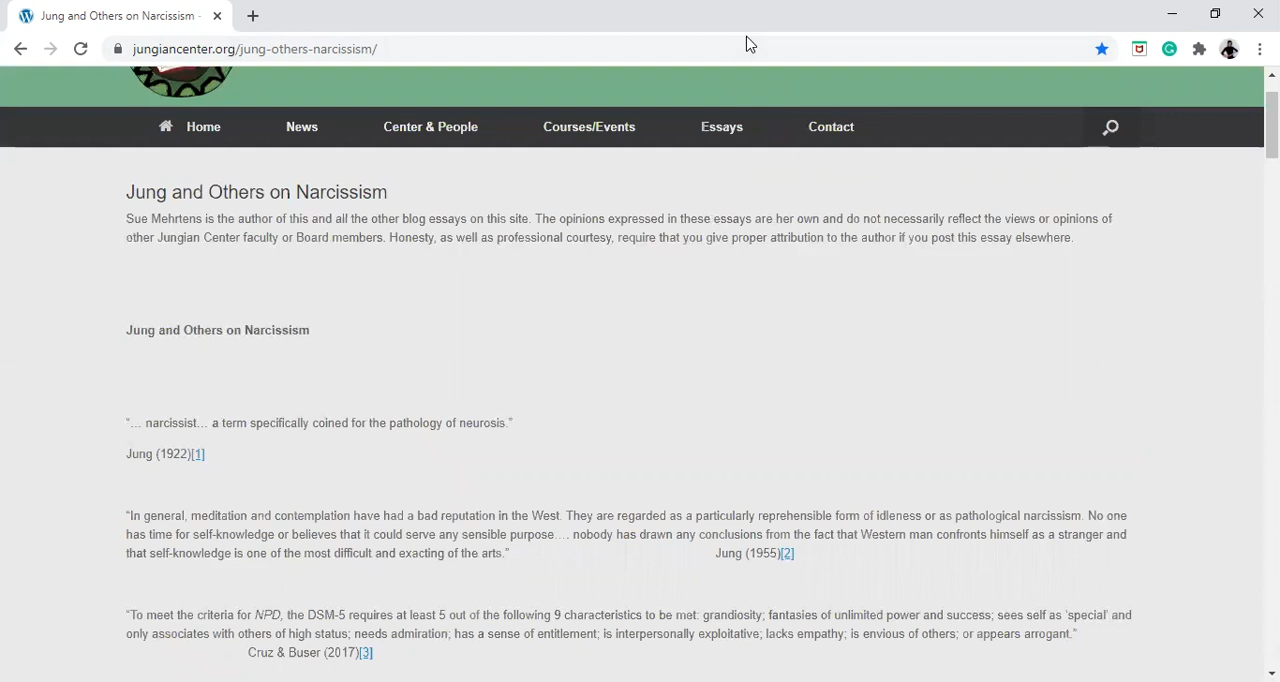 Jung and Others on Narcissism -
jungiancenter.org/jung-others-narcissism/
Home News Center & People Courses/Events Essays Contact
Jung and Others on Narcissism
Sue Mehrtens is the author of this and all the other blog essays on this site. The opinions expressed in these essays are her own and do not necessarily reflect the views or opinions of
other Jungian Center faculty or Board members. Honesty, as well as professional courtesy, require that you give proper attribution to the author if you post this essay elsewhere.
Jung and Others on Narcissism
“… narcissist… a term specifically coined for the pathology of neurosis.”
Jung (1922)[1]
“In general, meditation and contemplation have had a bad reputation in the West. They are regarded as a particularly reprehensible form of idleness or as pathological narcissism. No one
has time for self-knowledge or believes that it could serve any sensible purpose…. nobody has drawn any conclusions from the fact that Western man confronts himself as a stranger and
that self-knowledge is one of the most difficult and exacting of the arts.” Jung (1955)[2]
“To meet the criteria for NPD, the DSM-5 requires at least 5 out of the following 9 characteristics to be met: grandiosity; fantasies of unlimited power and success; sees self as ‘special’ and
only associates with others of high status; needs admiration; has a sense of entitlement; is interpersonally exploitative; lacks empathy; is envious of others; or appears arrogant.”
Cruz & Buser (2017)[3]